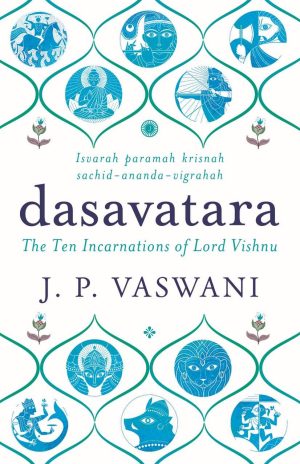 Isvarah paramah krisnah
sachid-ananda-vigrahah
dasavatara
The Ten Incarnations of Lord Vishnu
J. P. VASWANI